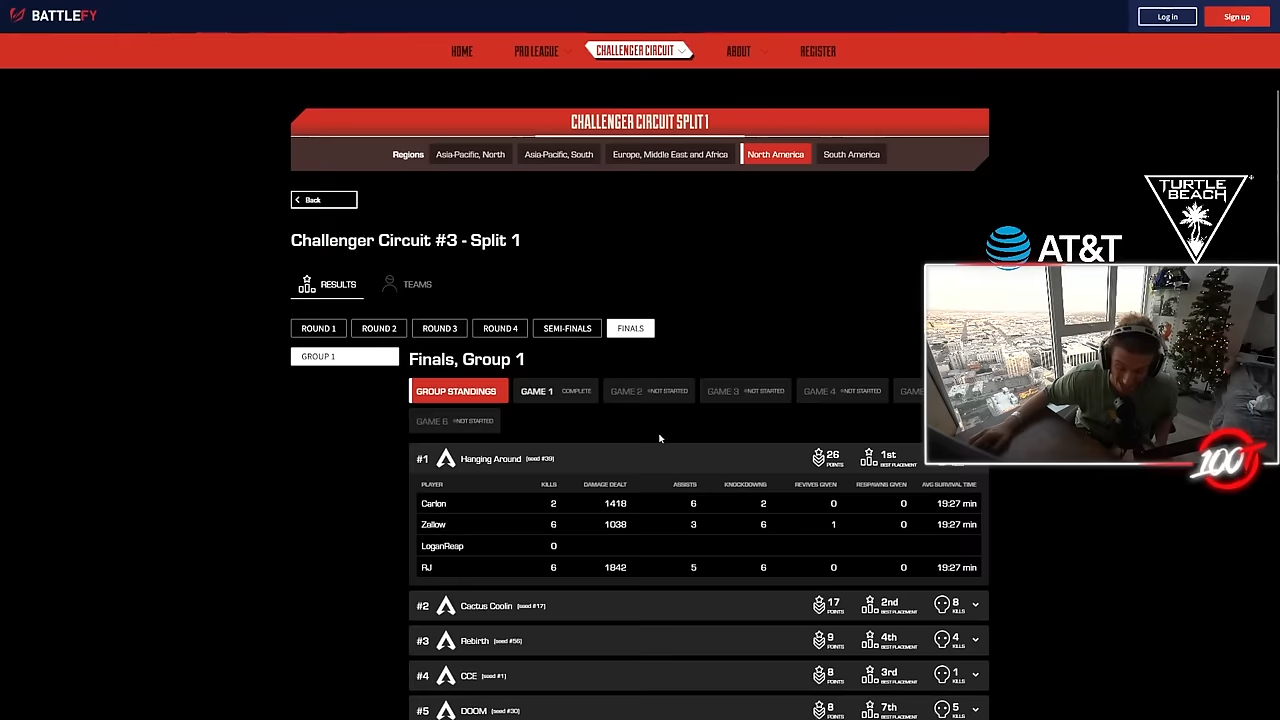 BATTLEFY
Log in
Sign up
HOME
PRO LEAGUE
CHALLENGER CIRCUIT
ABOUT
REGISTER
CHALLENGER CIRCUIT SPLIT 1
Regions
Asia-Pacific, North
Asia-Pacific, South
Europe, Middle East and Africa
North America
South America
Back
TURTLE BEACH
AT&T
Challenger Circuit #3 - Split 1
RESULTS
TEAMS
ROUND 1
ROUND 2
ROUND 3
ROUND 4
SEMI-FINALS
FINALS
GROUP 1
Finals, Group 1
GROUP STANDINGS
GAME 1 COMPLETE
GAME 2 NOT STARTED
GAME 3 NOT STARTED
GAME 4 NOT STARTED
GAME 6 NOT STARTED
100T
#1 Hanging Around (seed #39) 26 POINTS 1st BEST PLACEMENT
PLAYER KILLS DAMAGE DEALT ASSISTS KNOCKDOWNS REVIVES GIVEN RESPAWNS GIVEN AVG SURVIVAL TIME
Carlon 2 1418 6 2 0 0 19:27 min
Zallow 6 1038 3 6 1 0 19:27 min
LoganReap 0
RJ 6 1842 5 6 0 0 19:27 min
#2 Cactus Coolin (seed #17) 17 POINTS 2nd BEST PLACEMENT 8 KILLS
#3 Rebirth (seed #56) 9 POINTS 4th BEST PLACEMENT 4 KILLS
#4 CCE (seed #1) 8 POINTS 3rd BEST PLACEMENT 1 KILLS
#5 DOOM (seed #30) 8 POINTS 7th BEST PLACEMENT 5 KILLS